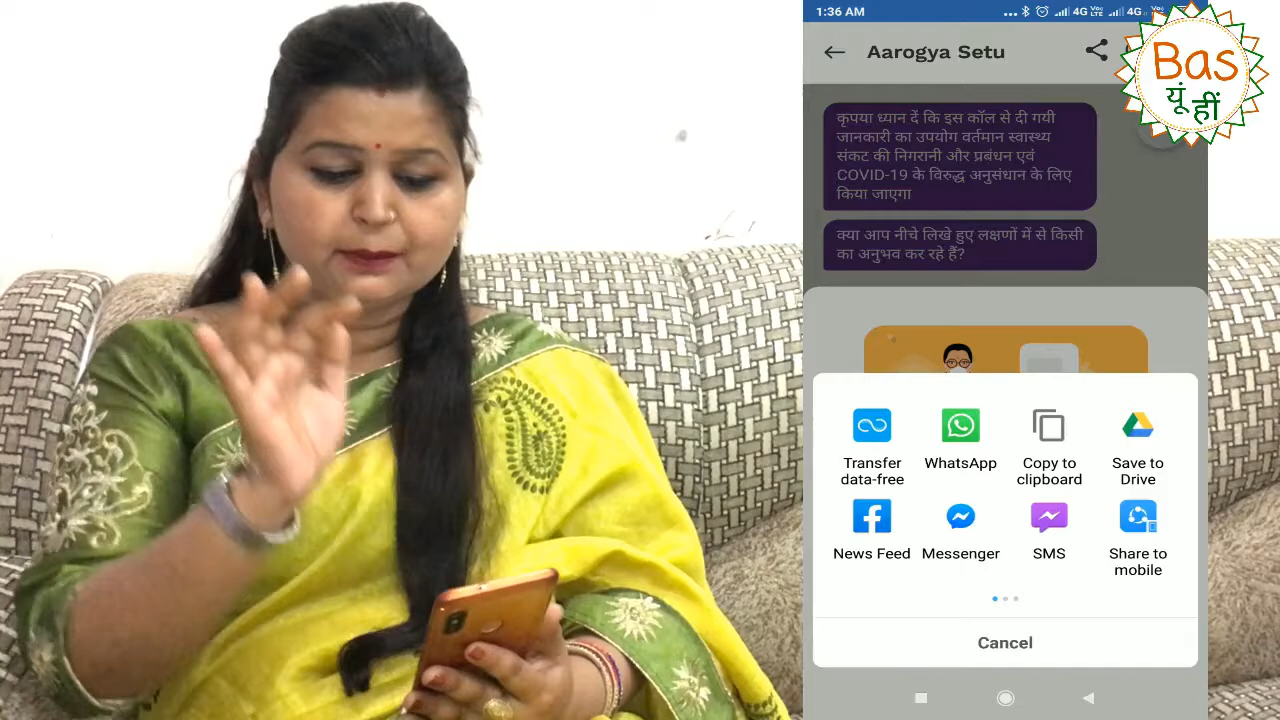 1:36 AM
4G
4G
Aarogya Setu
Bas
यूं हीं
कृपया ध्यान दें कि इस कॉल से दी गयी
जानकारी का उपयोग वर्तमान स्वास्थ्य
संकट की निगरानी और प्रबंधन एवं
COVID-19 के विरुद्ध अनुसंधान के लिए
किया जाएगा
क्या आप नीचे लिखे हुए लक्षणों में से किसी
का अनुभव कर रहे हैं?
Transfer
data-free
WhatsApp
Copy to
clipboard
Save to
Drive
News Feed
Messenger
SMS
Share to
mobile
Cancel